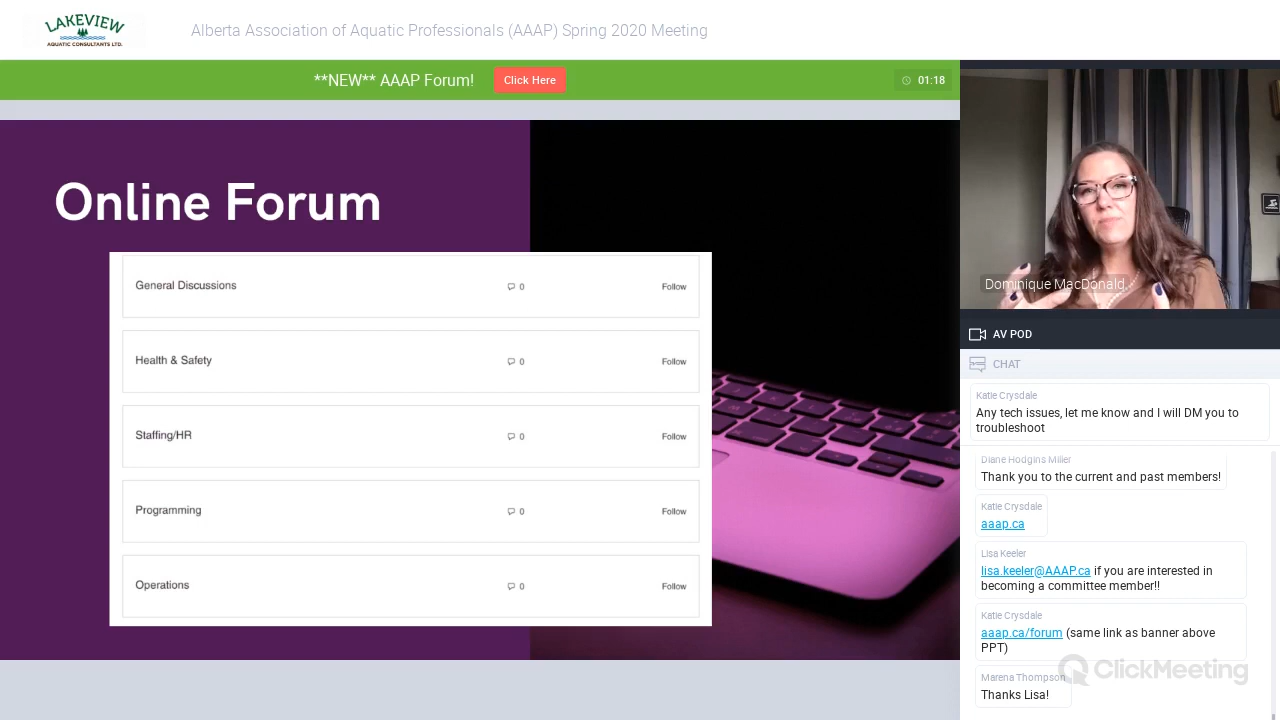 LAKEVIEW
AQUATIC CONSULTANTS LTD.
Alberta Association of Aquatic Professionals (AAAP) Spring 2020 Meeting
**NEW** AAAP Forum!
Click Here
01:18
Online Forum
General Discussions 0 Follow
Health & Safety 0 Follow
Staffing/HR 0 Follow
Programming 0 Follow
Operations 0 Follow
Dominique MacDonald
AV POD
CHAT
Katie Crysdale
Any tech issues, let me know and I will DM you to
troubleshoot
Diane Hodgins Miller
Thank you to the current and past members!
Katie Crysdale
aaap.ca
Lisa Keeler
lisa.keeler@AAAP.ca if you are interested in
becoming a committee member!!
Katie Crysdale
aaap.ca/forum (same link as banner above
PPT)
Marena Thompson
Thanks Lisa!
ClickMeeting